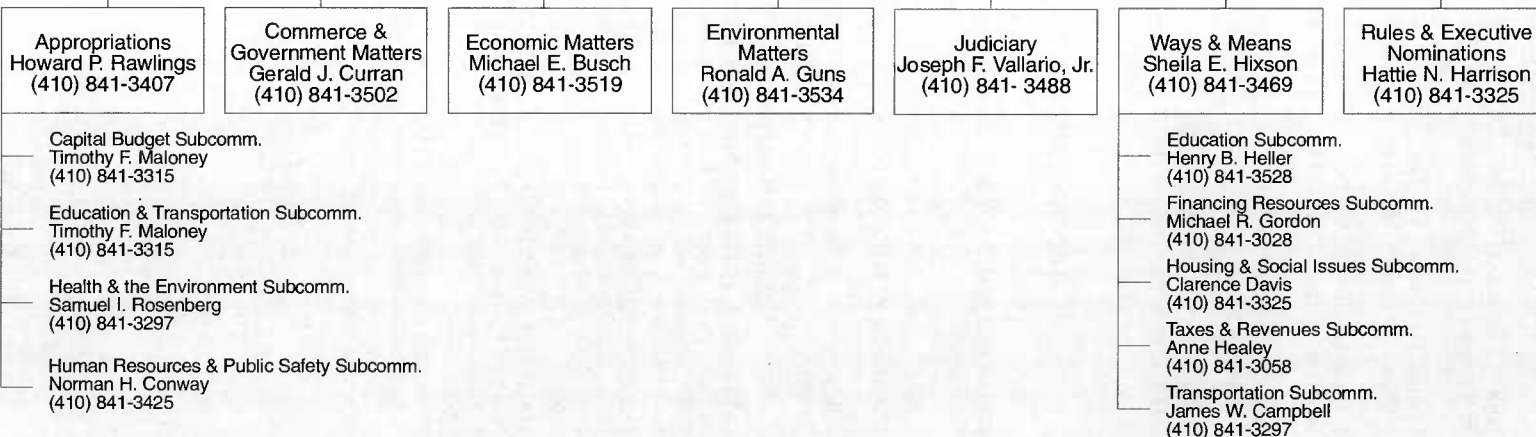 Appropriations
Howard P. Rawlings
(410) 841-3407
Commerce &
Government Matters
Gerald J. Curran
(410) 841-3502
Economic Matters
Michael E. Busch
(410) 841-3519
Environmental
Matters
Ronald A. Guns
(410) 841-3534
Judiciary
Joseph F. Vallario, Jr.
(410) 841- 3488
Ways & Means
Sheila E. Hixson
(410) 841-3469
Rules & Executive
Nominations
Hattie N. Harrison
(410) 841-3325
Capital Budget Subcomm.
Timothy F. Maloney
(410) 841-3315
Education & Transportation Subcomm.
Timothy F. Maloney
(410) 841-3315
Health & the Environment Subcomm.
Samuel I. Rosenberg
(410) 841-3297
Human Resources & Public Safety Subcomm.
Norman H. Conway
(410) 841-3425
Education Subcomm.
Henry B. Heller
(410) 841-3528
Financing Resources Subcomm.
Michael R. Gordon
(410) 841-3028
Housing & Social Issues Subcomm.
Clarence Davis
(410) 841-3325
Taxes & Revenues Subcomm.
Anne Healey
(410) 841-3058
Transportation Subcomm.
James W. Campbell
(410) 841-3297